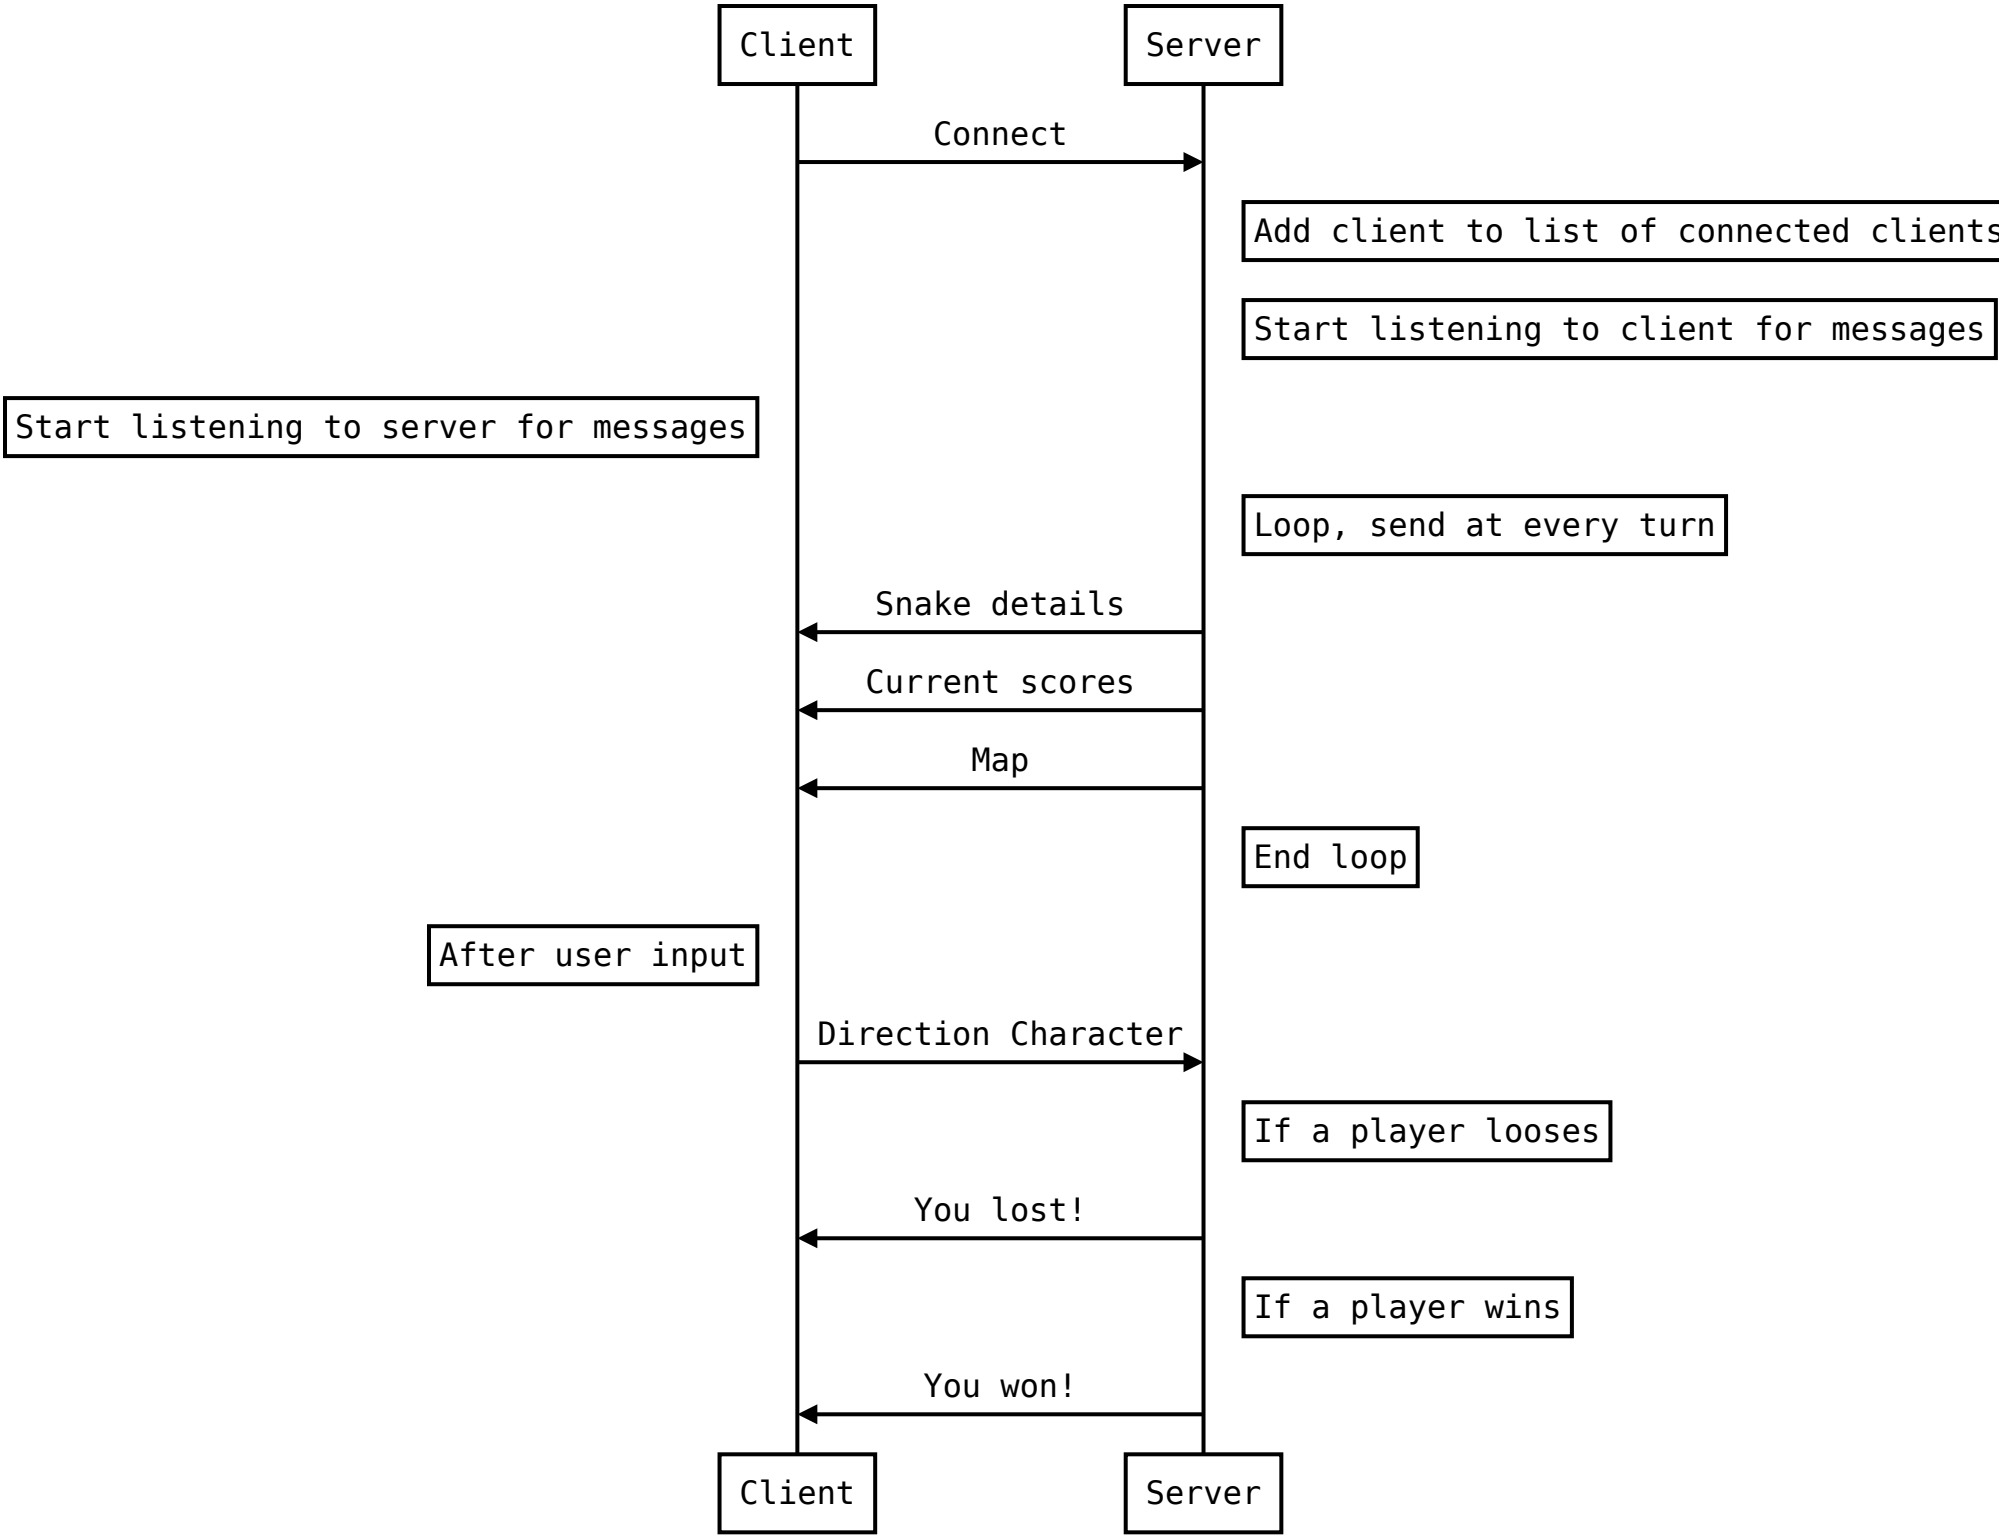 Client
Server
Connect
Add client to list of connected clients
Start listening to client for messages
Start listening to server for messages
Loop, send at every turn
Snake details
Current scores
Map
End loop
After user input
Direction Character
If a player looses
You lost!
If a player wins
You won!
Client
Server